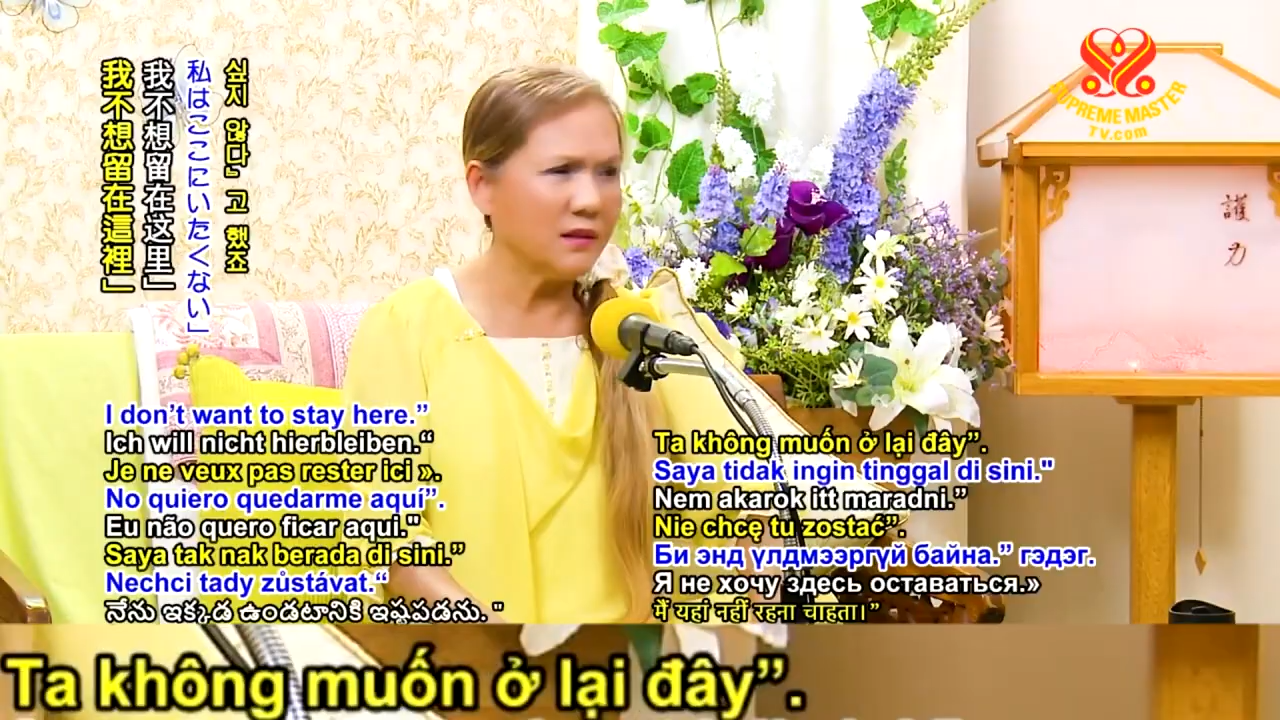 我不想留在這裡」
我不想留在这里」
私はここにいたくない」
싶지 않다』고 했죠
SUPREME MASTER
TV.com
護
力
I don't want to stay here.”
Ich will nicht hierbleiben.“
Je ne veux pas rester ici ».
No quiero quedarme aquí”.
Eu não quero ficar aqui."
Saya tak nak berada di sini.”
Nechci tady zůstávat.“
నేను ఇక్కడ ఉండటానికి ఇష్టపడను. "
Ta không muốn ở lại đây”.
Saya tidak ingin tinggal di sini."
Nem akarok itt maradni.”
Nie chcę tu zostać”.
Би энд үлдмээргүй байна.” гэдэг.
Я не хочу здесь оставаться.»
मैं यहां नहीं रहना चाहता।”
Ta không muốn ở lại đây”.